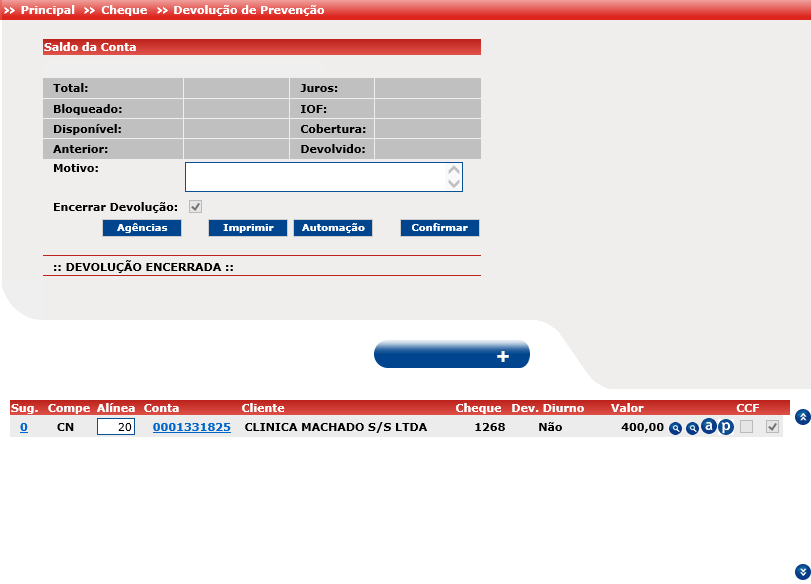 >> Principal >> Cheque >> Devolução de Prevenção
Saldo da Conta
Total: Juros:
Bloqueado: IOF:
Disponível: Cobertura:
Anterior: Devolvido:
Motivo:
Encerrar Devolução:
Agências Imprimir Automação Confirmar
:: DEVOLUÇÃO ENCERRADA ::
+
Sug. Compe Alínea Conta Cliente Cheque Dev. Diurno Valor CCF
0 CN 20 0001331825 CLINICA MACHADO S/S LTDA 1268 Não 400,00 a p